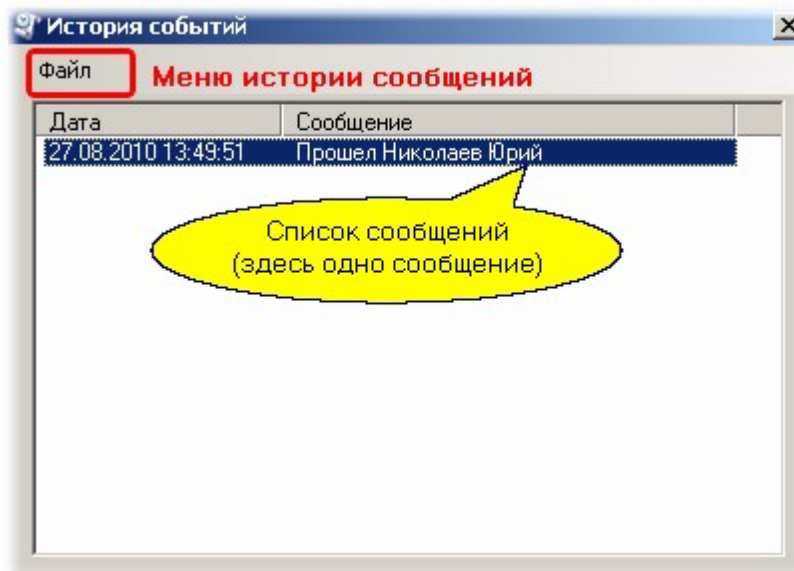 История событий
Файл
Меню истории сообщений
Дата Сообщение
27.08.2010 13:49:51 Прошел Николаев Юрий
Список сообщений
(здесь одно сообщение)